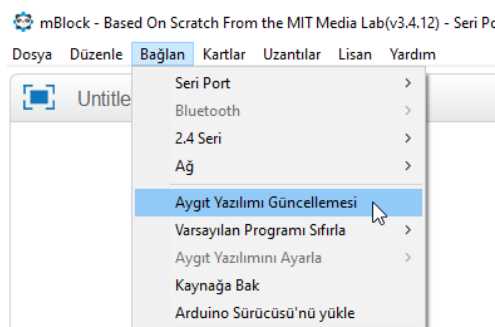 mBlock - Based On Scratch From the MIT Media Lab(v3.4.12) - Seri Po
Dosya Düzenle Bağlan Kartlar Uzantılar Lisan Yardım
Untitle
Seri Port
Bluetooth
2.4 Seri
Ağ
Aygıt Yazılımı Güncellemesi
Varsayılan Programı Sıfırla
Aygıt Yazılımını Ayarla
Kaynağa Bak
Arduino Sürücüsü'nü yükle